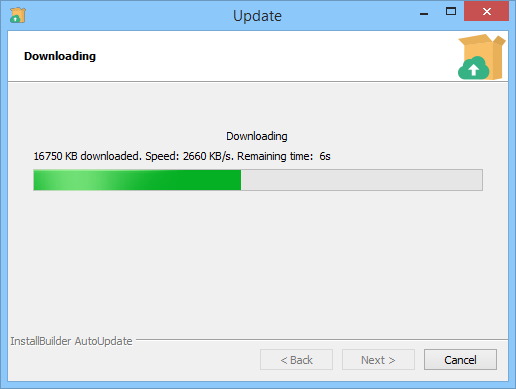 Update
Downloading
Downloading
16750 KB downloaded. Speed: 2660 KB/s. Remaining time: 6s
InstallBuilder AutoUpdate
< Back
Next >
Cancel